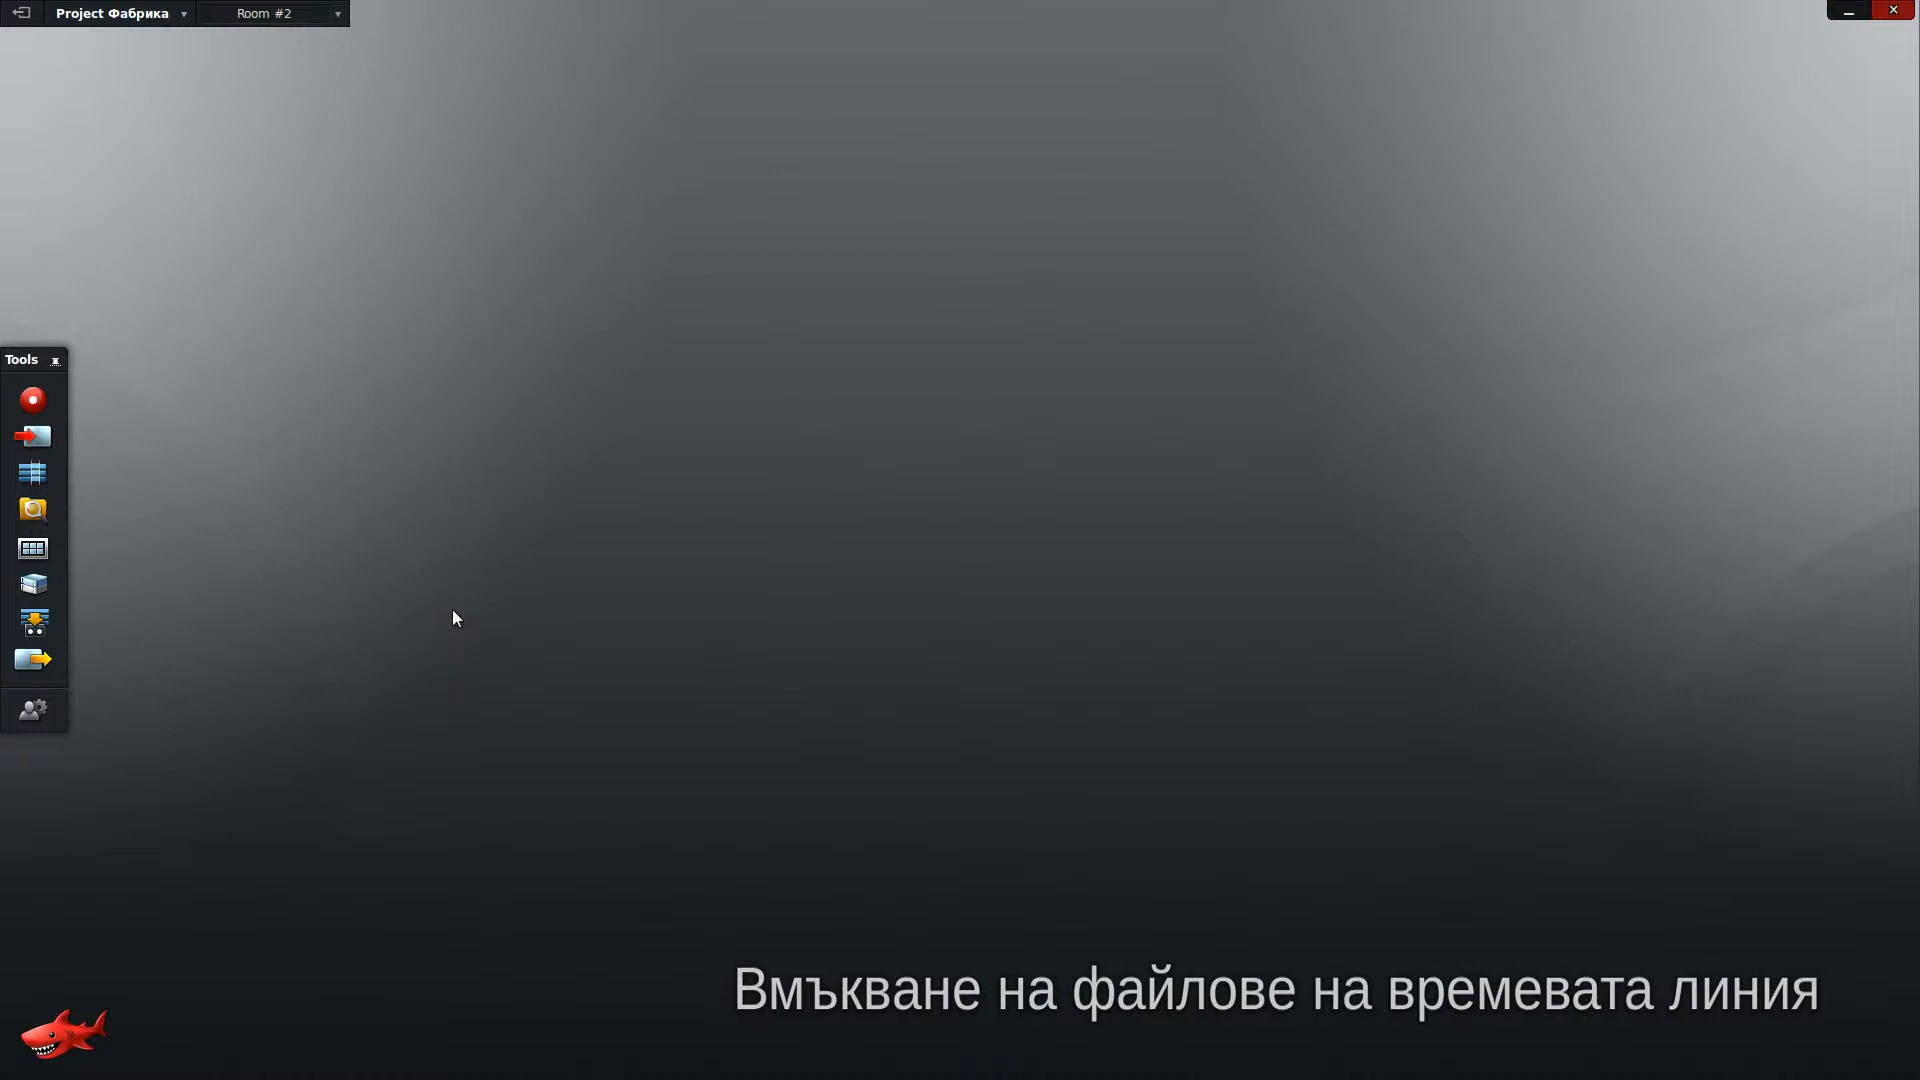 Project Фабрика
Room #2
Tools
Вмъкване на файлове на времевата линия